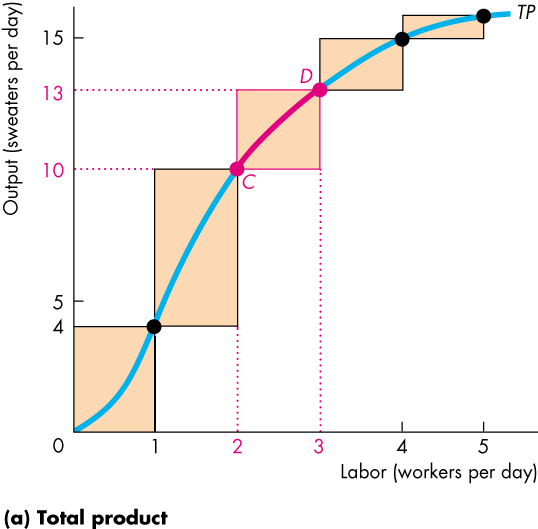 Output (sweaters per day)
TP
15
D
13
10
C
5
4
0
1
2
3
4
5
Labor (workers per day)
(a) Total product